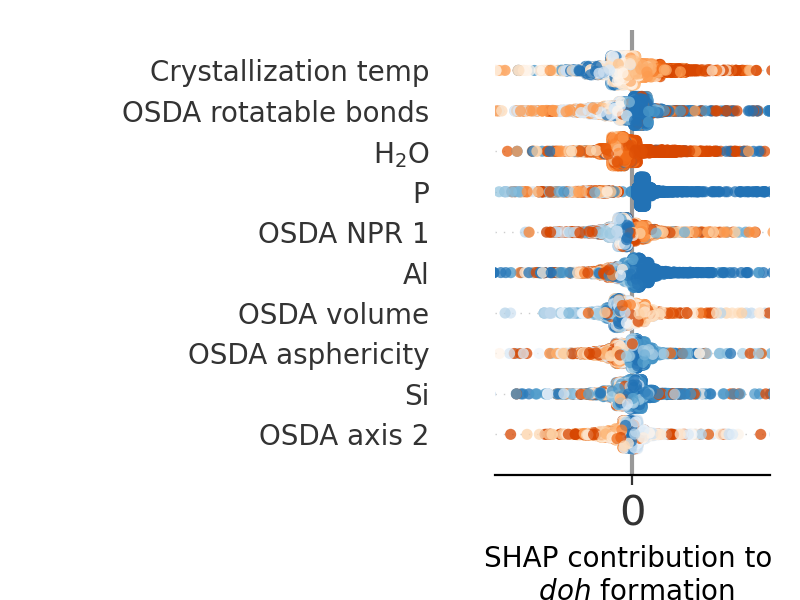 Crystallization temp
OSDA rotatable bonds
H₂O
P
OSDA NPR 1
Al
OSDA volume
OSDA asphericity
Si
OSDA axis 2
0
SHAP contribution to
doh formation